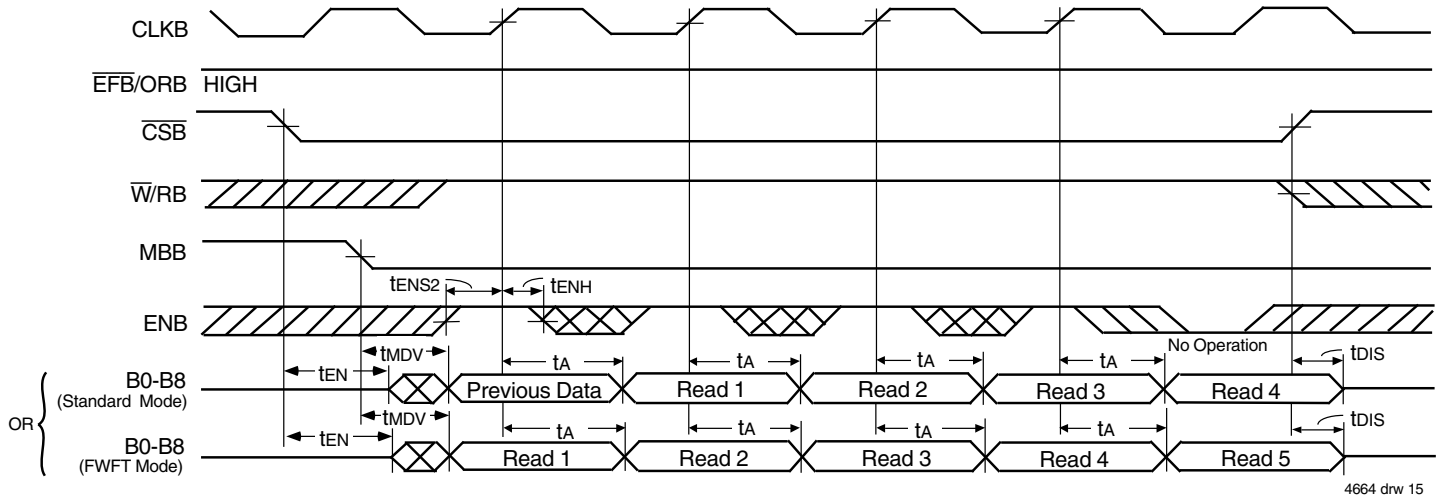 CLKB
EFB/ORB HIGH
CSB
W/RB
MBB
tENS2 tENH
ENB
No Operation
tMDV tA tA tA tA tDIS
tEN
B0-B8 Previous Data Read 1 Read 2 Read 3 Read 4
(Standard Mode)
OR
tMDV tA tA tA tA tDIS
tEN
B0-B8 Read 1 Read 2 Read 3 Read 4 Read 5
(FWFT Mode)
4664 drw 15